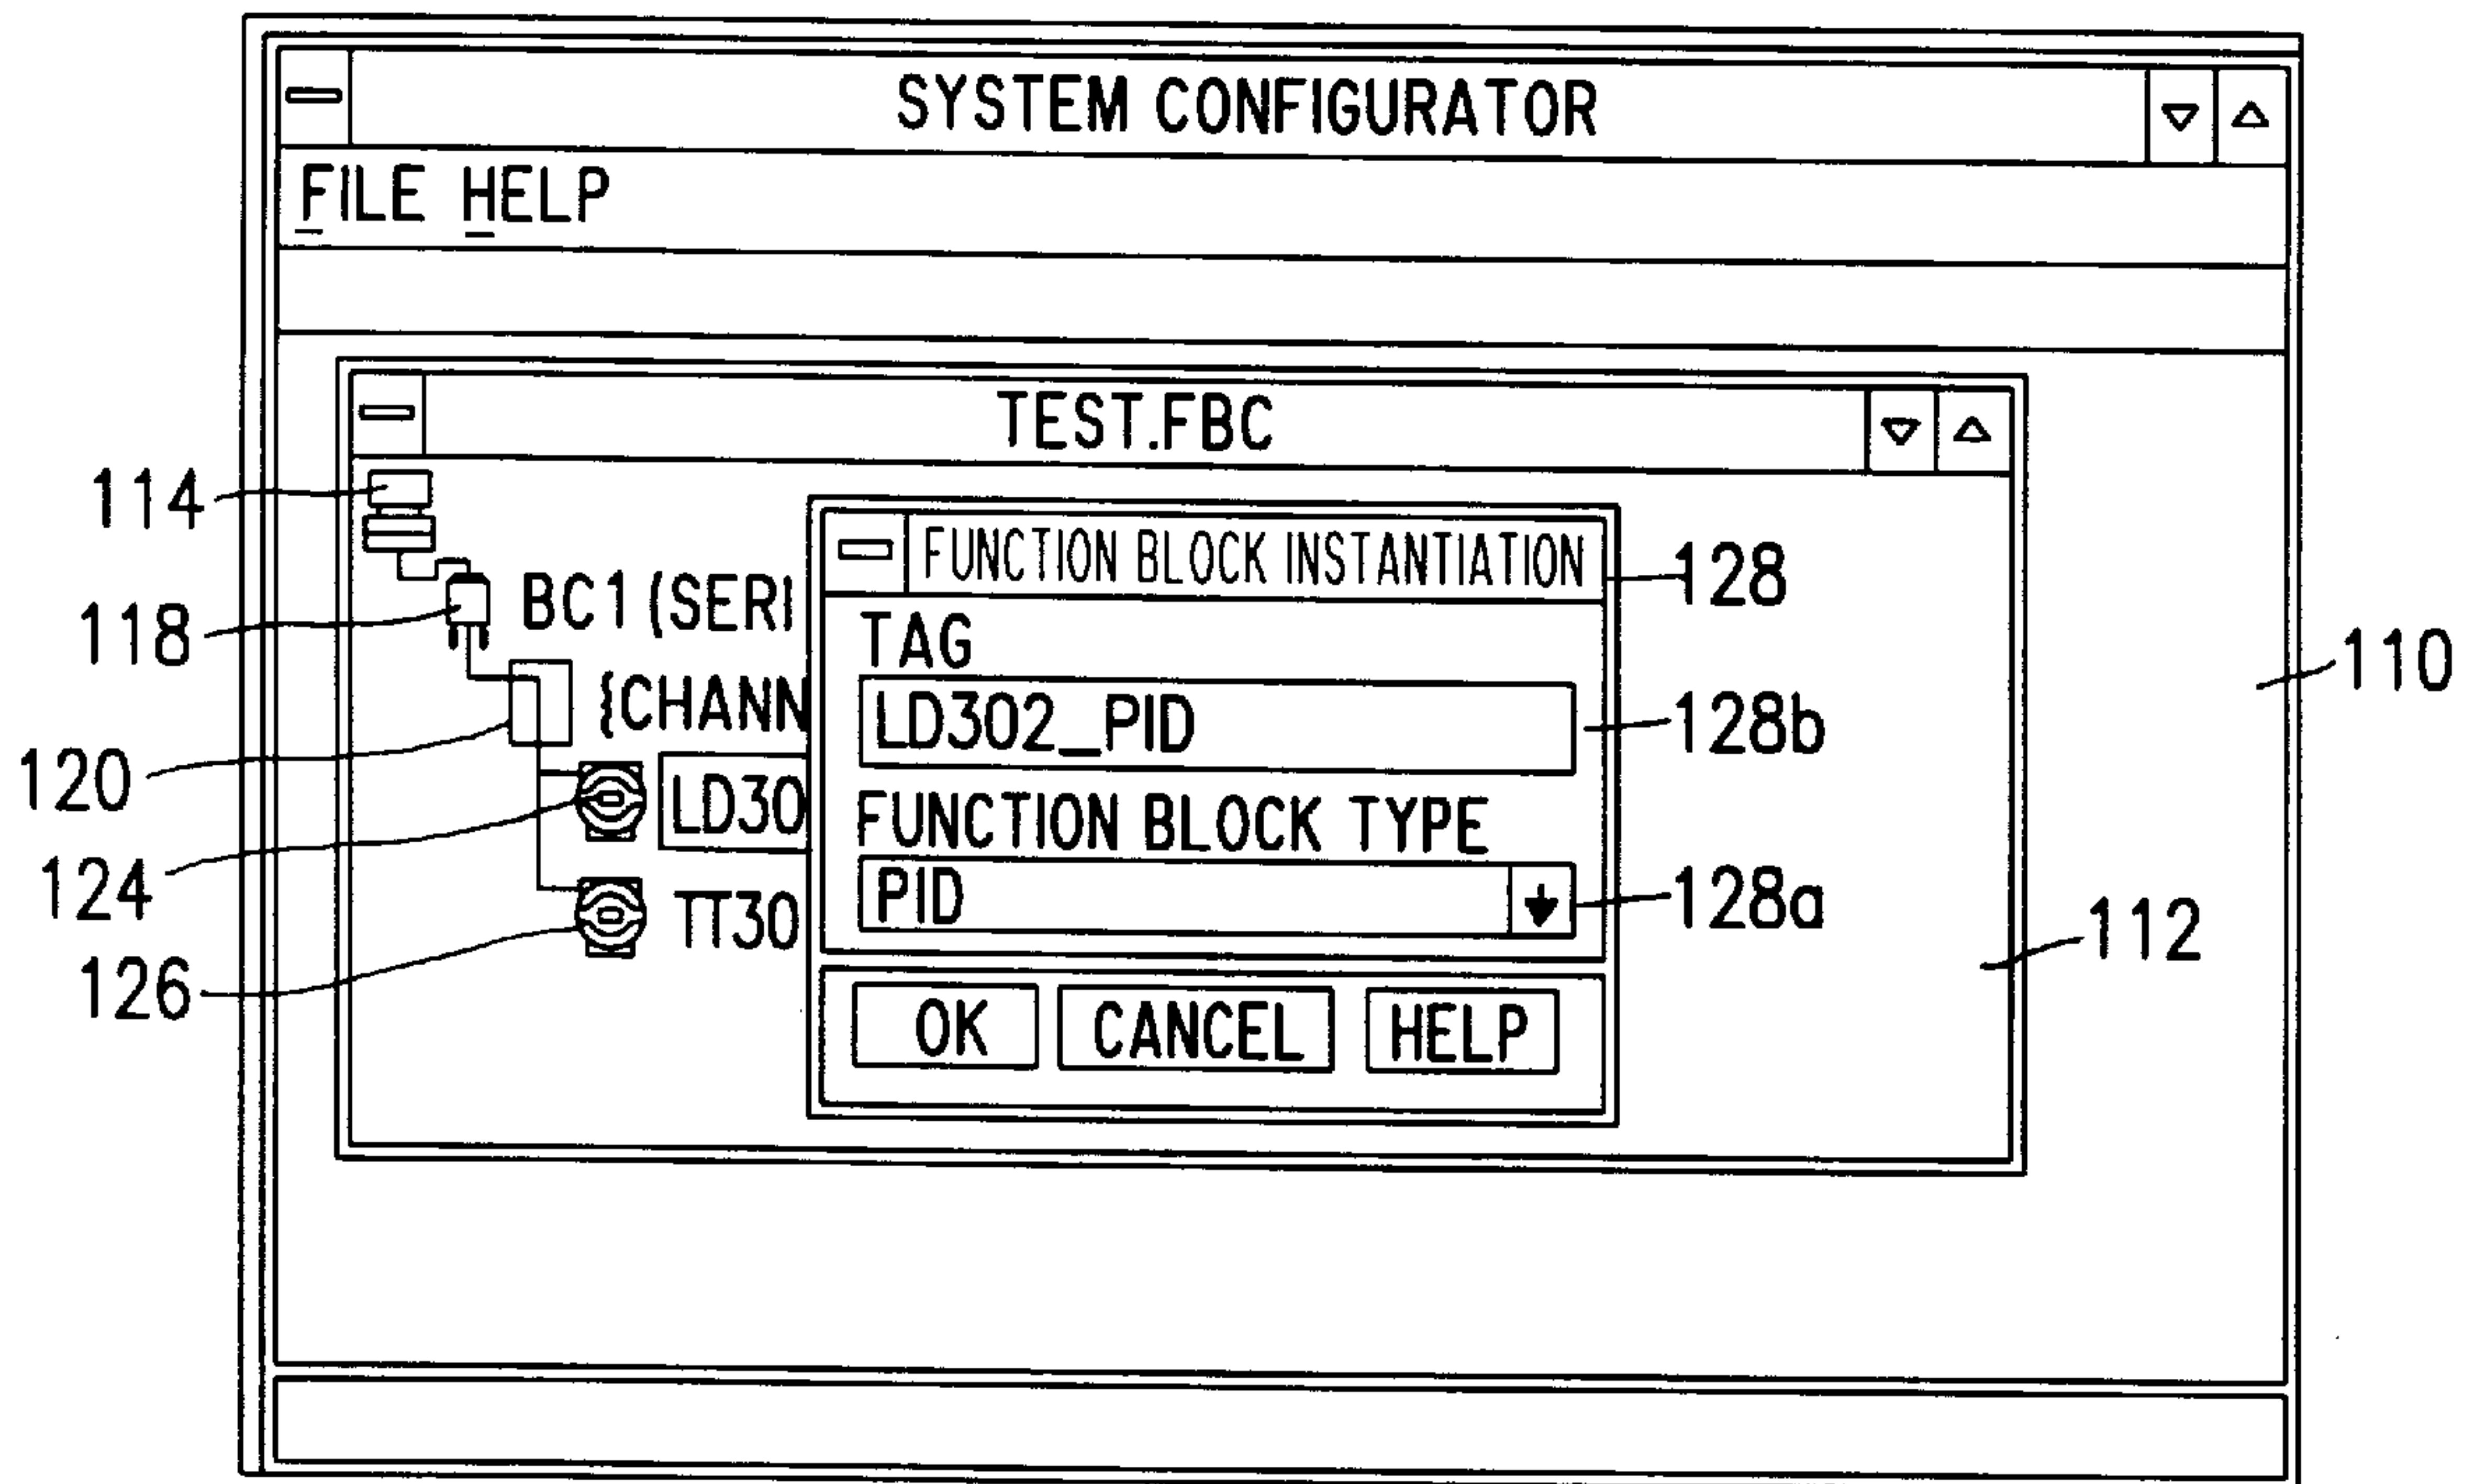 SYSTEM CONFIGURATOR
FILE HELP
TEST.FBC
114
FUNCTION BLOCK INSTANTIATION
128
118
BC1 (SERI
TAG
110
{CHANN
LD302_PID
128b
120
LD30
FUNCTION BLOCK TYPE
124
TT30
PID
128a
112
126
OK CANCEL HELP